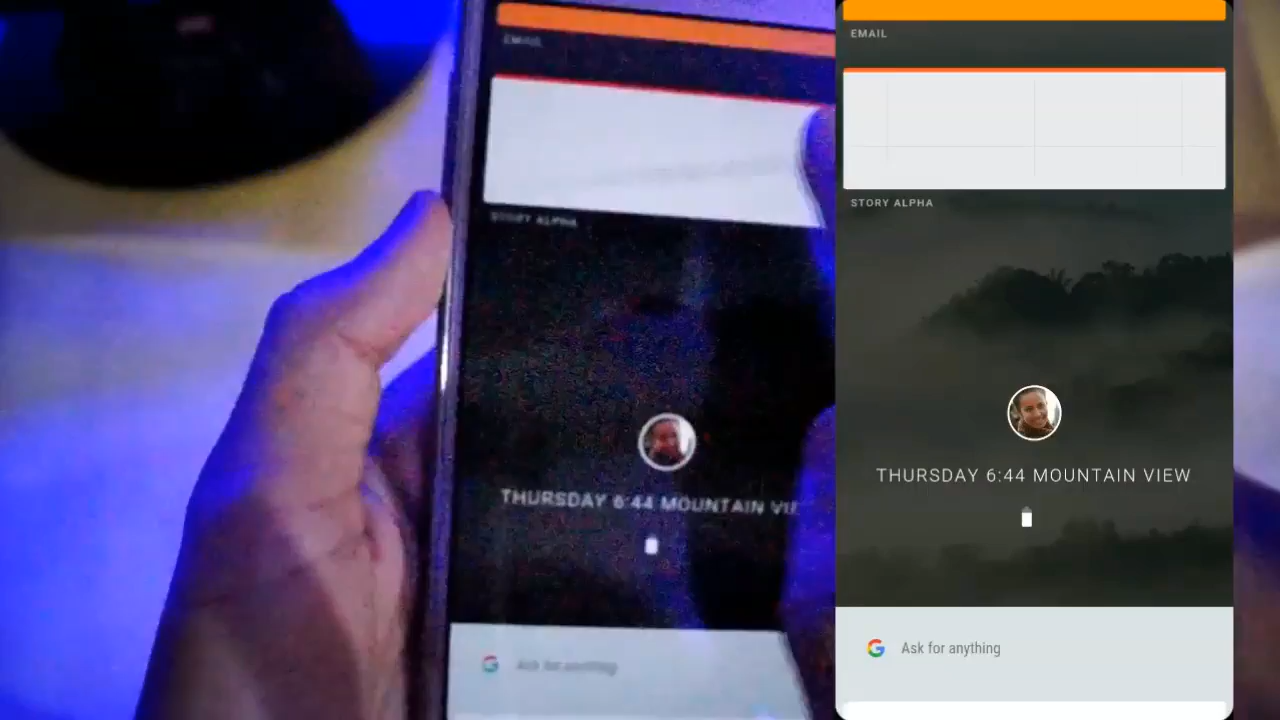 EMAIL
STORY ALPHA
THURSDAY 6:44 MOUNTAIN VIE
Ask for anything
EMAIL
STORY ALPHA
THURSDAY 6:44 MOUNTAIN VIEW
Ask for anything